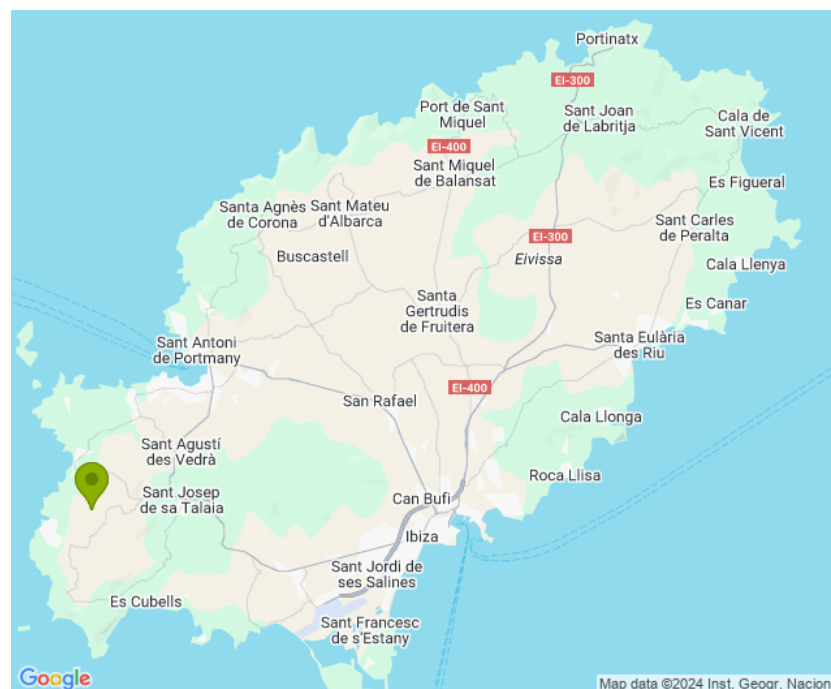 Portinatx
EI-300
Port de Sant
Miquel
Sant Joan
de Labritja
Cala de
Sant Vicent
EI-400
Sant Miquel
de Balansat
Es Figueral
Santa Agnès
de Corona
Sant Mateu
d'Albarca
Sant Carles
de Peralta
EI-300
Buscastell
Eivissa
Cala Llenya
Santa
Gertrudis
de Fruitera
Es Canar
Sant Antoni
de Portmany
Santa Eulària
des Riu
EI-400
San Rafael
Cala Llonga
Sant Agustí
des Vedrà
Roca Llisa
Sant Josep
de sa Talaia
Can Bufí
Ibiza
Sant Jordi de
ses Salines
Es Cubells
Sant Francesc
de s'Estany
Google
Map data ©2024 Inst. Geogr. Nacion